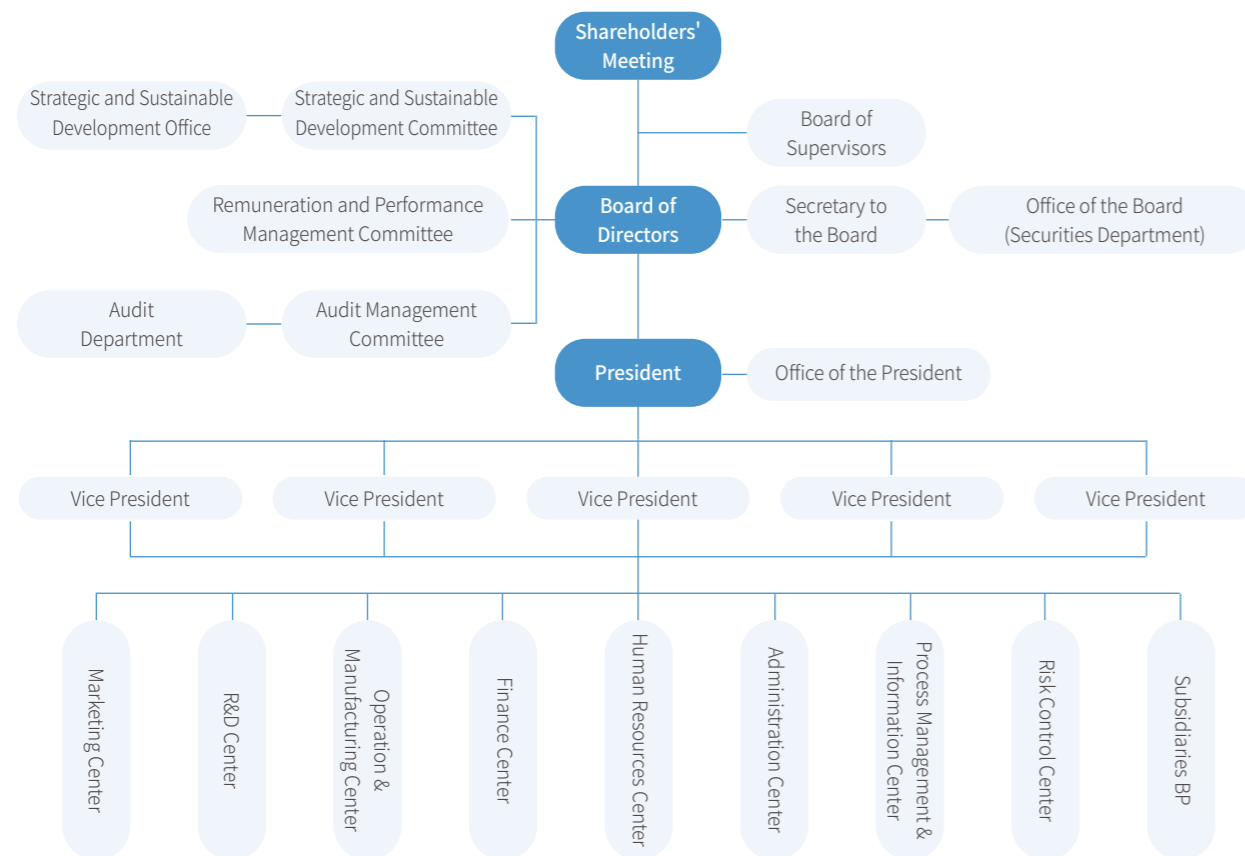 Shareholders'
Meeting
Strategic and Sustainable
Development Office
Strategic and Sustainable
Development Committee
Board of
Supervisors
Remuneration and Performance
Management Committee
Board of
Directors
Secretary to
the Board
Office of the Board
(Securities Department)
Audit
Department
Audit Management
Committee
President
Office of the President
Vice President
Vice President
Vice President
Vice President
Vice President
Marketing Center
R&D Center
Operation &
Manufacturing Center
Finance Center
Human Resources Center
Administration Center
Process Management &
Information Center
Risk Control Center
Subsidiaries BP